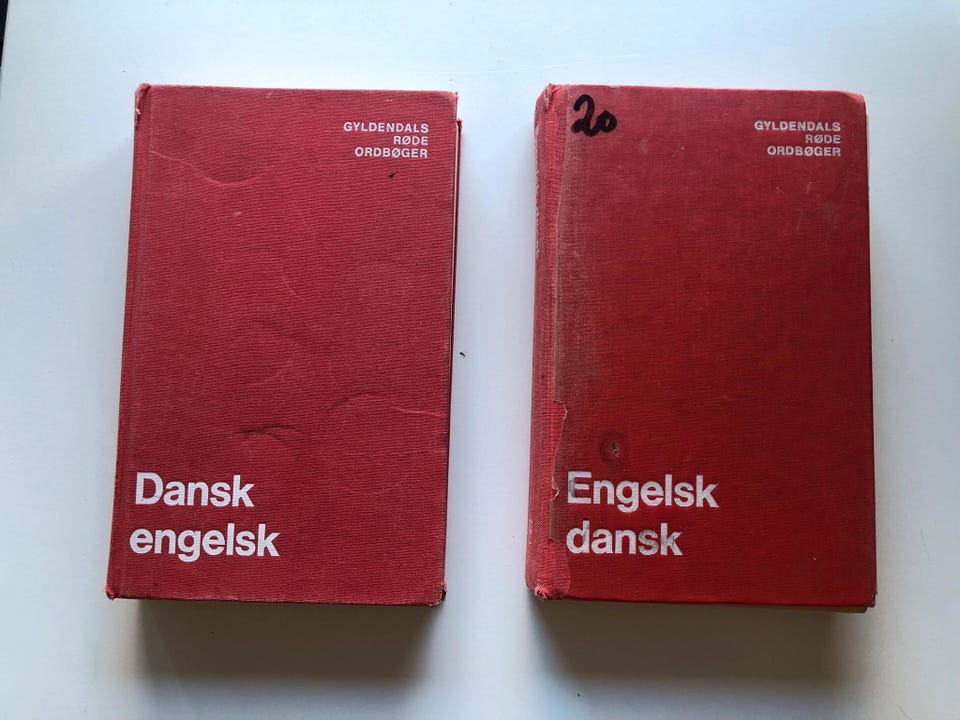 GYLDENDALS
RØDE
ORDBØGER
Dansk
engelsk
20
GYLDENDALS
RØDE
ORDBØGER
Engelsk
dansk